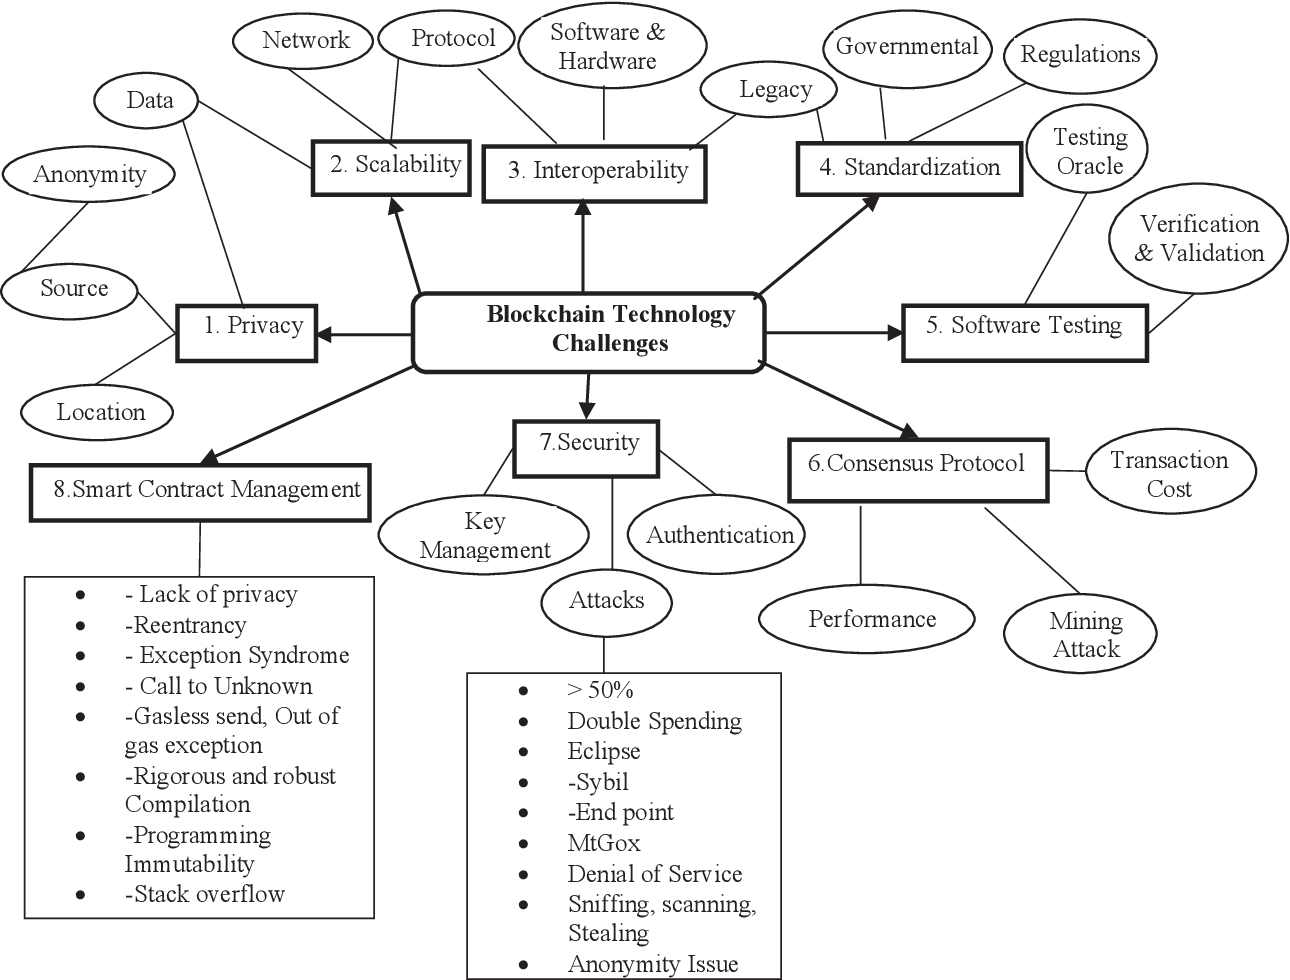 Network
Protocol
Software &
Hardware
Governmental
Regulations
Data
Legacy
Testing
Oracle
Anonymity
2. Scalability
3. Interoperability
4. Standardization
Verification
& Validation
Source
1. Privacy
Blockchain Technology
Challenges
5. Software Testing
Location
7.Security
6.Consensus Protocol
Transaction
Cost
8.Smart Contract Management
Key
Management
Authentication
Attacks
Performance
Mining
Attack
• - Lack of privacy
• -Reentrancy
• - Exception Syndrome
• - Call to Unknown
• -Gasless send, Out of
gas exception
• -Rigorous and robust
Compilation
• -Programming
Immutability
• -Stack overflow
• > 50%
• Double Spending
• Eclipse
• -Sybil
• -End point
• MtGox
• Denial of Service
• Sniffing, scanning,
Stealing
• Anonymity Issue